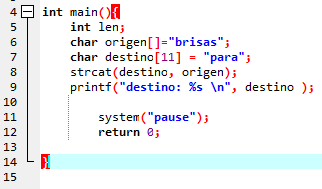 4 int main(){
5 int len;
6 char origen[]="brisas";
7 char destino[11] = "para";
8 strcat(destino, origen);
9 printf("destino: %s \n", destino );
10
11 system("pause");
12 return 0;
13
14 }
15